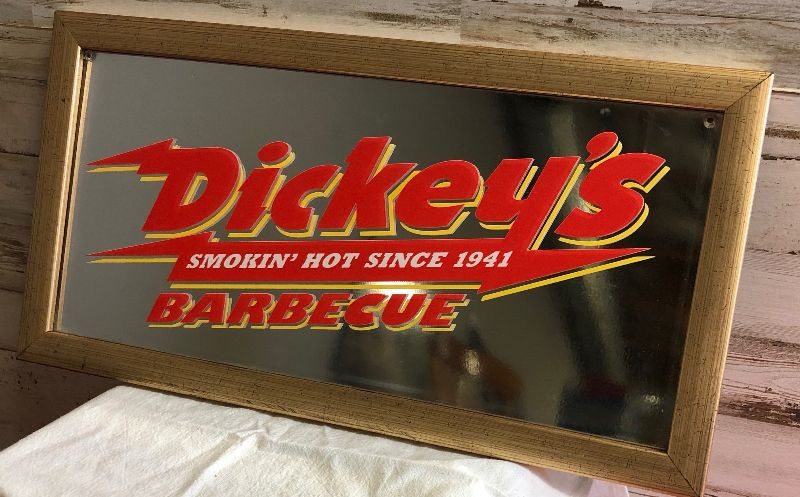 Dickey's
SMOKIN' HOT SINCE 1941
BARBECUE